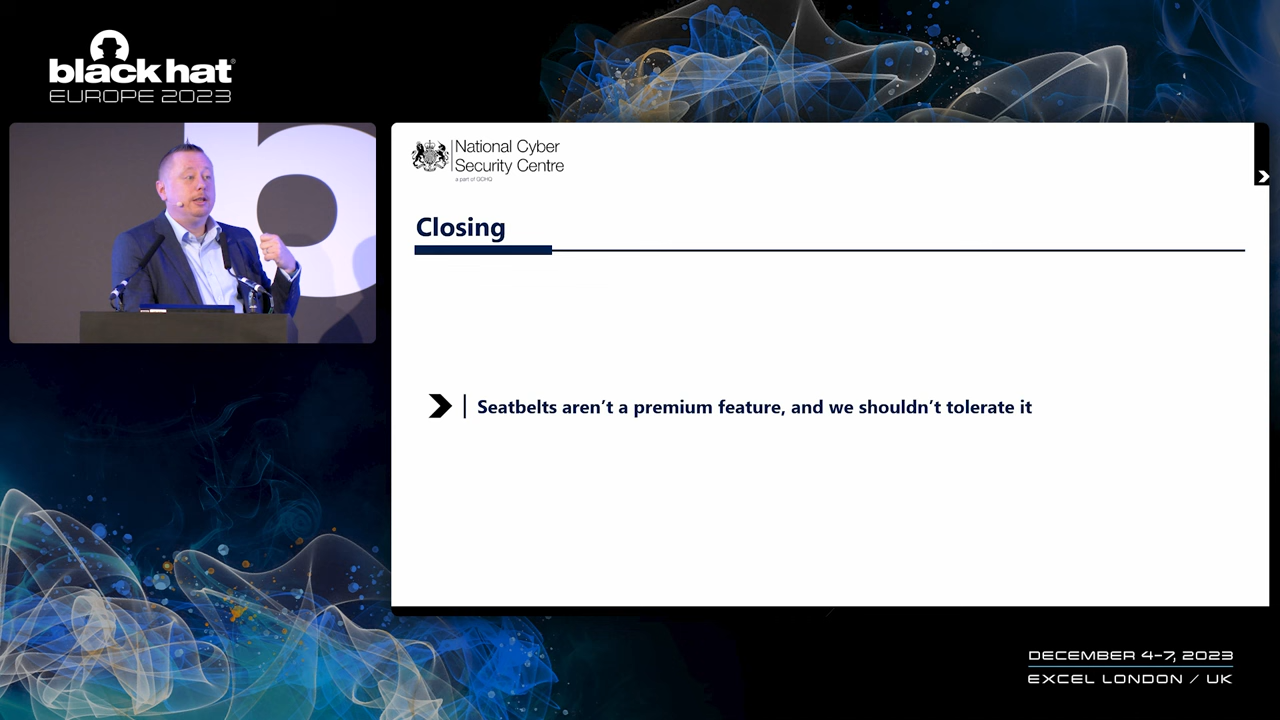 black hat®
EUROPE 2023
National Cyber
Security Centre
a part of GCHQ
Closing
Seatbelts aren’t a premium feature, and we shouldn’t tolerate it
DECEMBER 4-7, 2023
EXCEL LONDON / UK